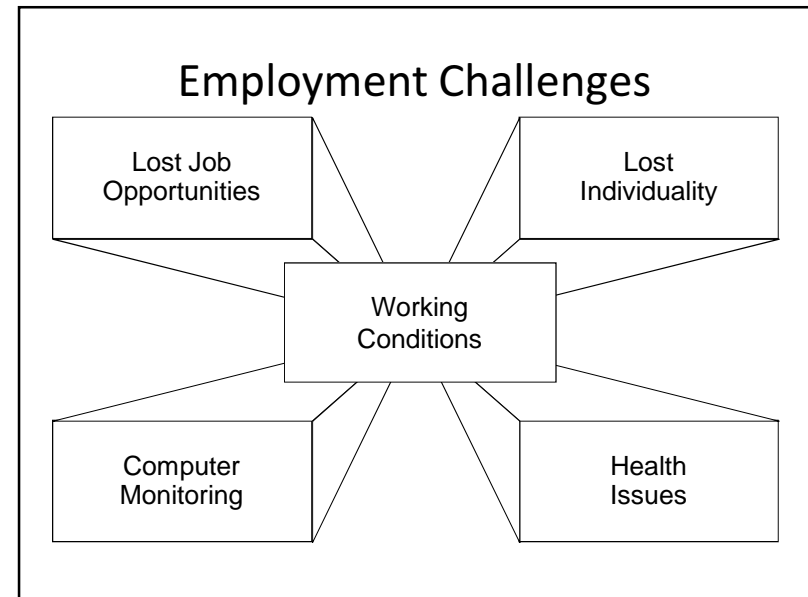 Employment Challenges
Lost Job
Opportunities
Lost
Individuality
Working
Conditions
Computer
Monitoring
Health
Issues